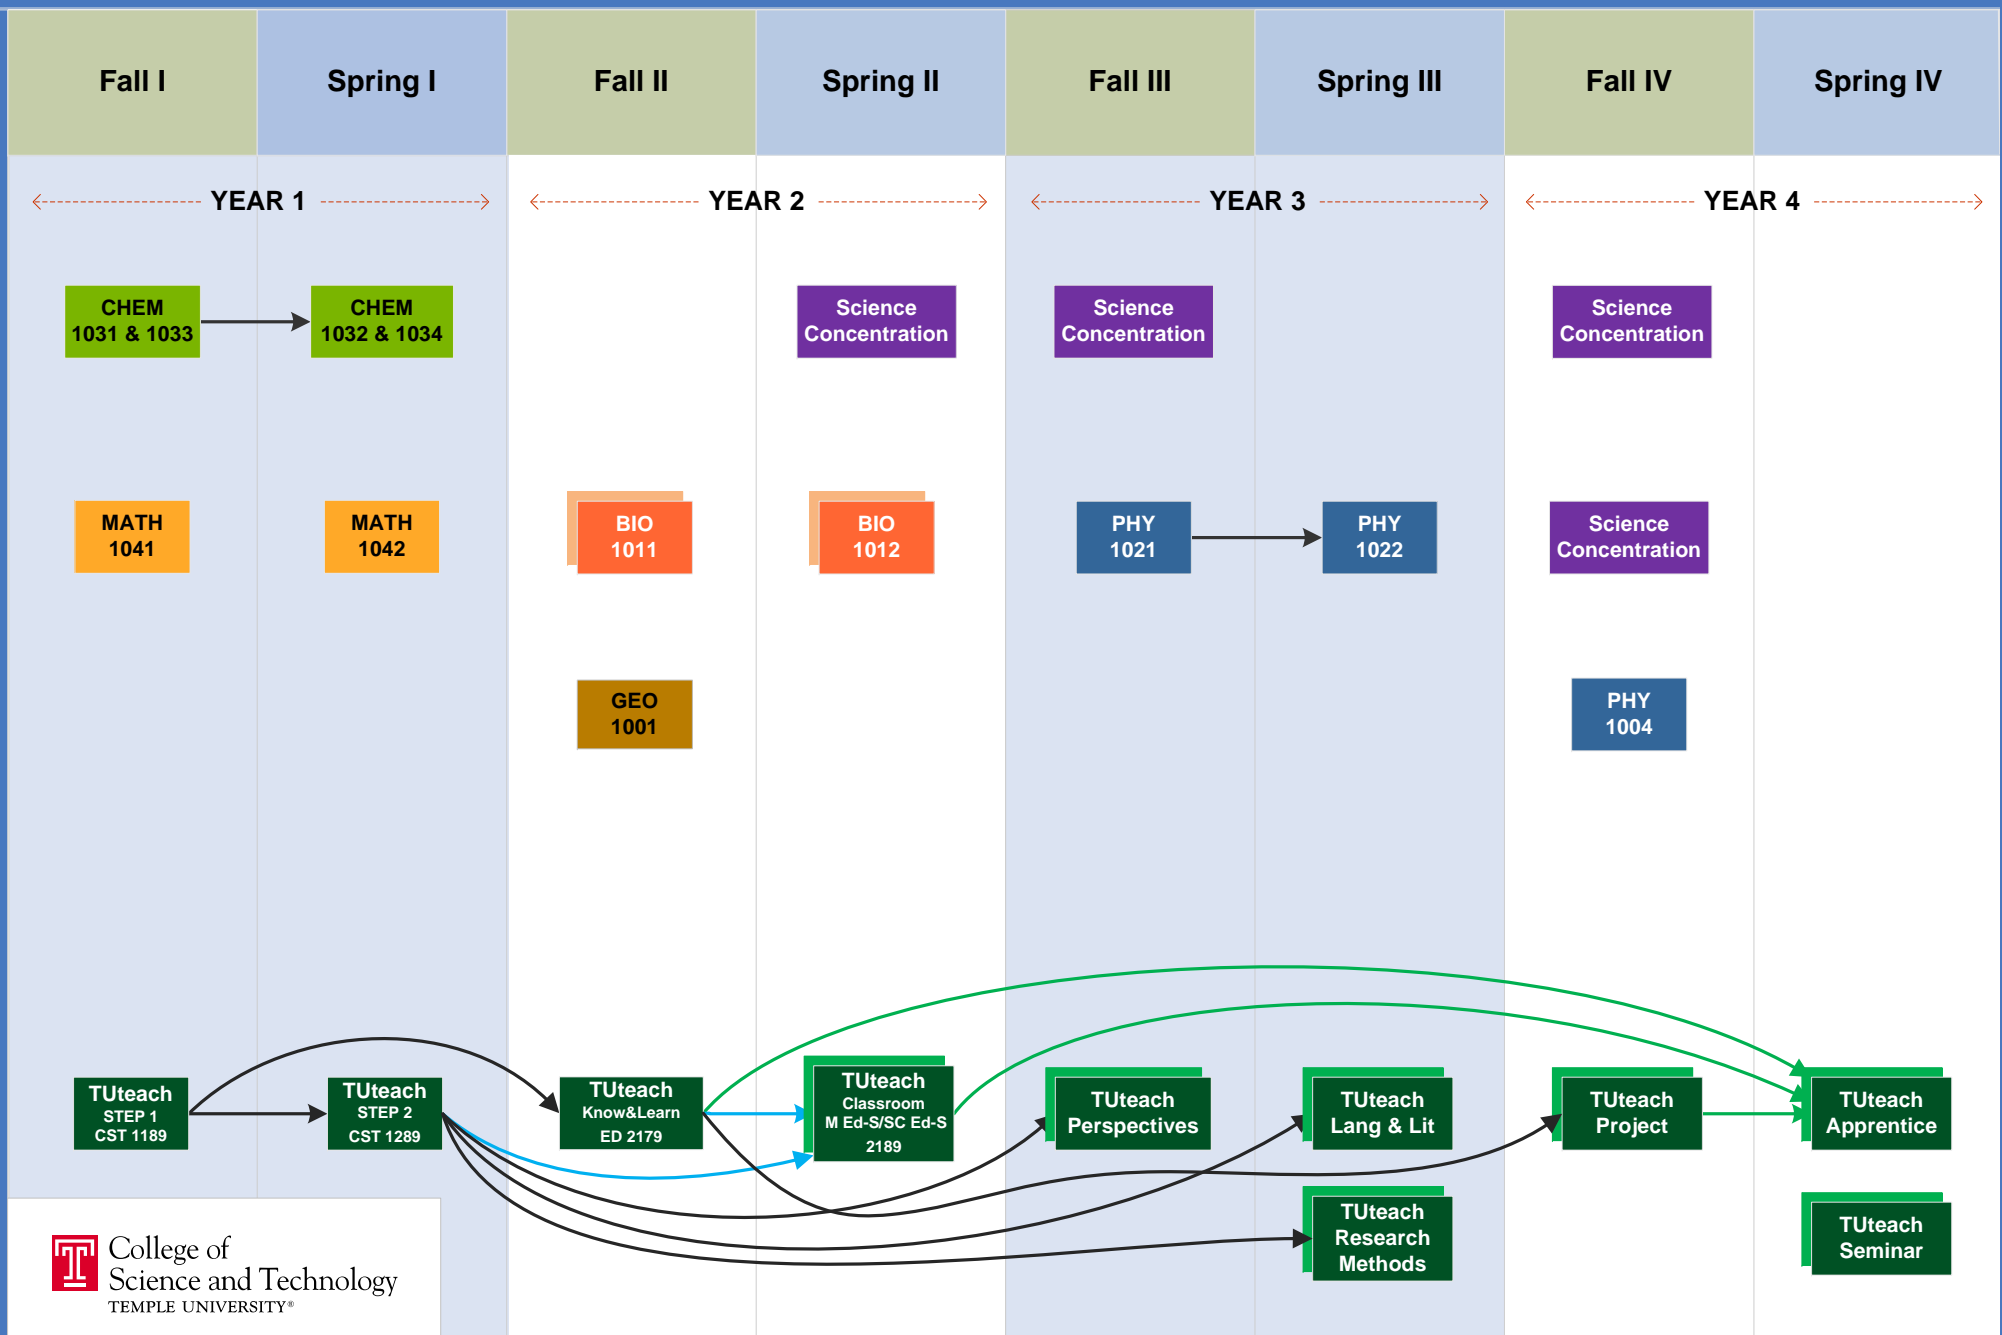 Fall I
Spring I
Fall II
Spring II
Fall III
Spring III
Fall IV
Spring IV
YEAR 1
YEAR 2
YEAR 3
YEAR 4
CHEM
1031 & 1033
CHEM
1032 & 1034
Science
Concentration
Science
Concentration
Science
Concentration
MATH
1041
MATH
1042
BIO
1011
BIO
1012
PHY
1021
PHY
1022
Science
Concentration
GEO
1001
PHY
1004
TUteach
STEP 1
CST 1189
TUteach
STEP 2
CST 1289
TUteach
Know&Learn
ED 2179
TUteach
Classroom
M Ed-S/SC Ed-S
2189
TUteach
Perspectives
TUteach
Lang & Lit
TUteach
Project
TUteach
Apprentice
TUteach
Research
Methods
TUteach
Seminar
T
College of
Science and Technology
TEMPLE UNIVERSITY®